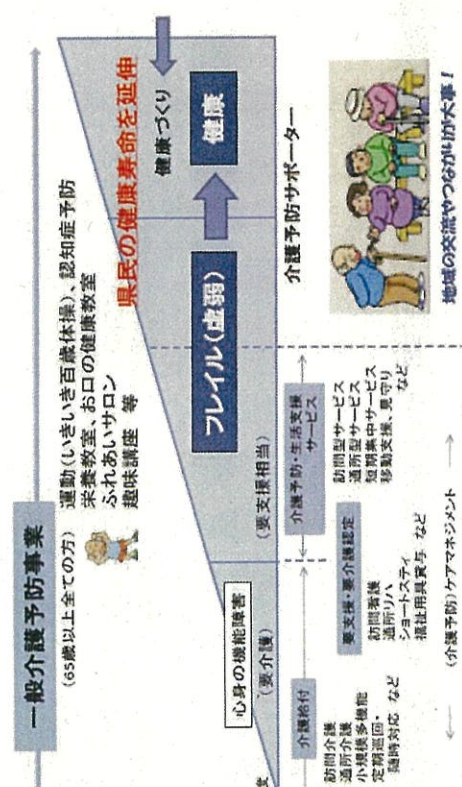 一般介護予防事業
(65歳以上全ての方)
運動(いきいき百歳体操)、認知症予防
栄養教室、お口の健康教室
ふれあいサロン
趣味講座 等
県民の健康寿命を延伸
健康づくり
健康
フレイル(虚弱)
心身の機能障害
(要介護)
(要支援相当)
度
介護給付
訪問介護
通所介護
小規模多機能
定期巡回・
随時対応 など
要支援・要介護認定
訪問看護
通所リハ
ショートステイ
福祉用具貸与 など
介護予防・生活支援
サービス
訪問型サービス
通所型サービス
短期集中サービス
移動支援、見守り
など
介護予防サポーター
地域の交流やつながりが大事!
(介護予防)ケアマネジメント